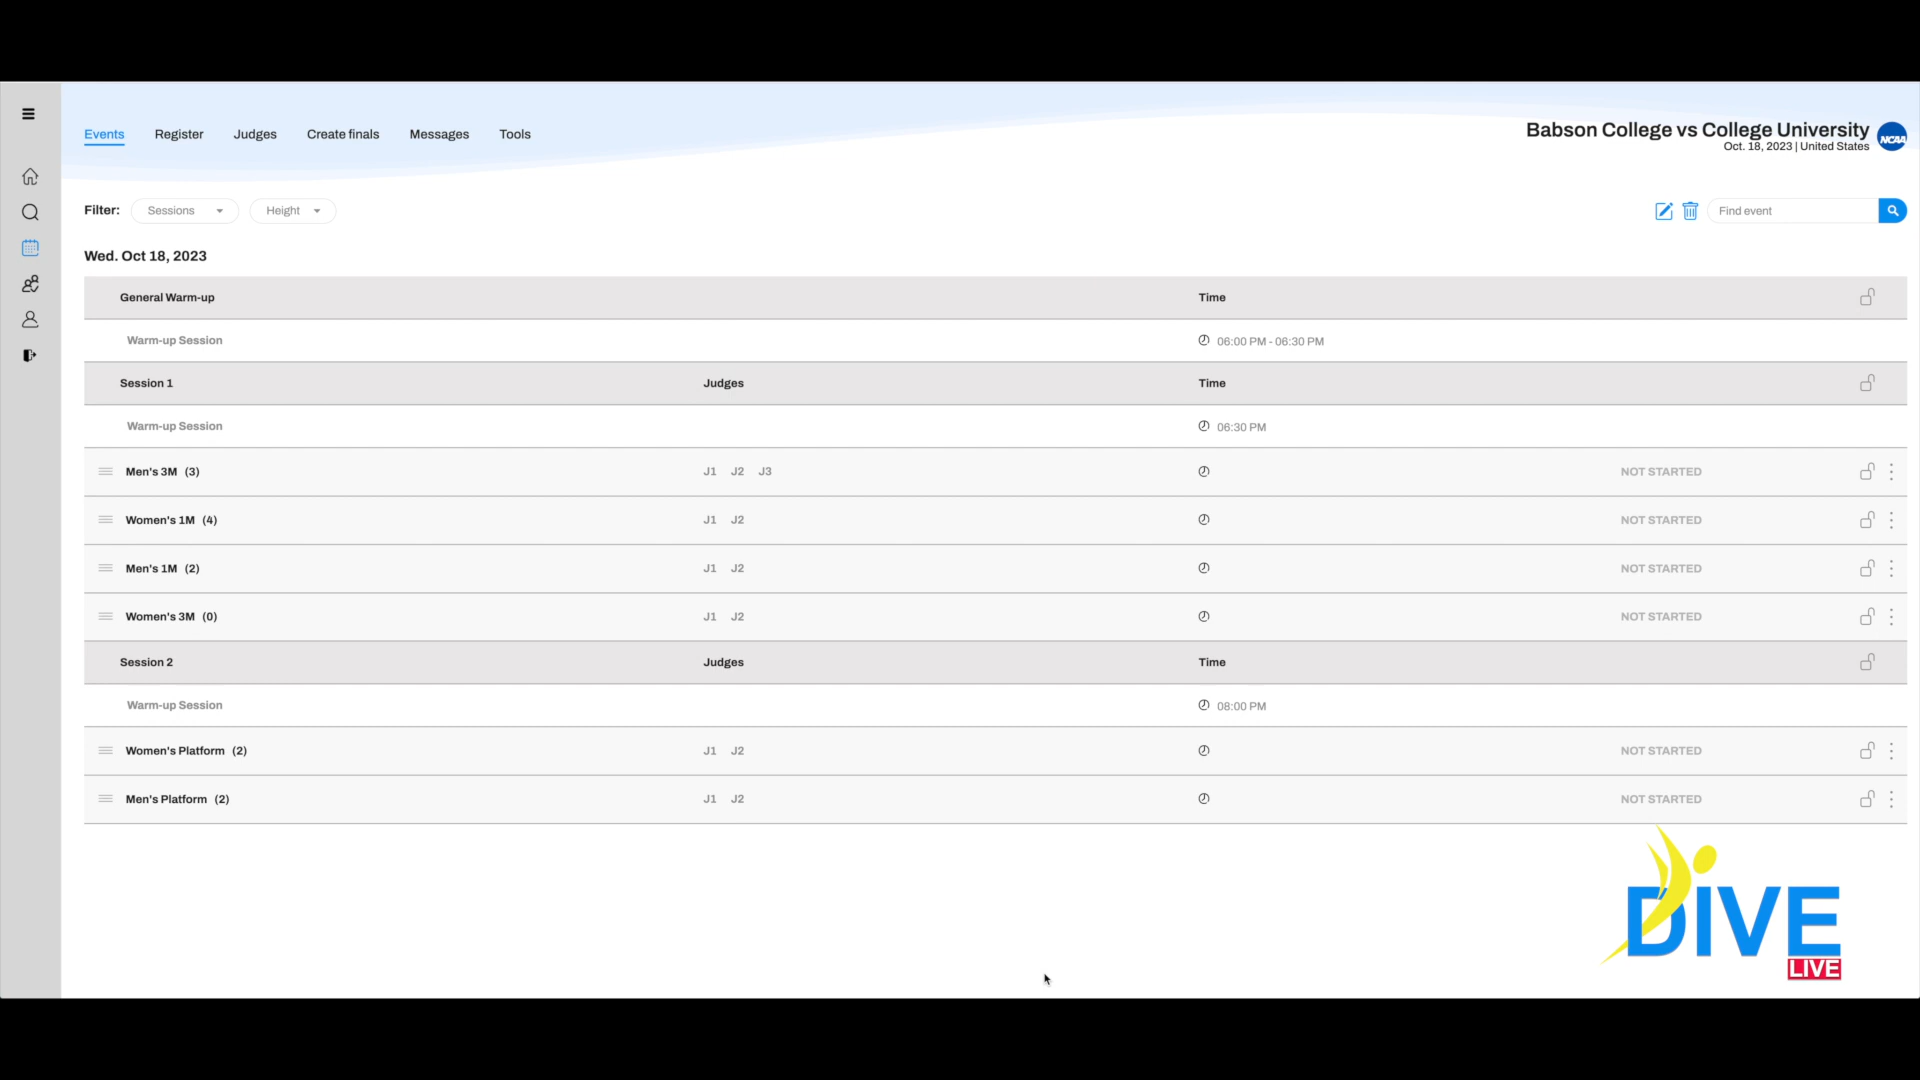 Events Register Judges Create finals Messages Tools
Babson College vs College University
Oct. 18, 2023 | United States
NCAA
Filter: Sessions Height Find event
Wed. Oct 18, 2023
General Warm-up Time
Warm-up Session 06:00 PM - 06:30 PM
Session 1 Judges Time
Warm-up Session 06:30 PM
Men's 3M (3) J1 J2 J3 NOT STARTED
Women's 1M (4) J1 J2 NOT STARTED
Men's 1M (2) J1 J2 NOT STARTED
Women's 3M (0) J1 J2 NOT STARTED
Session 2 Judges Time
Warm-up Session 08:00 PM
Women's Platform (2) J1 J2 NOT STARTED
Men's Platform (2) J1 J2 NOT STARTED
DIVE
LIVE